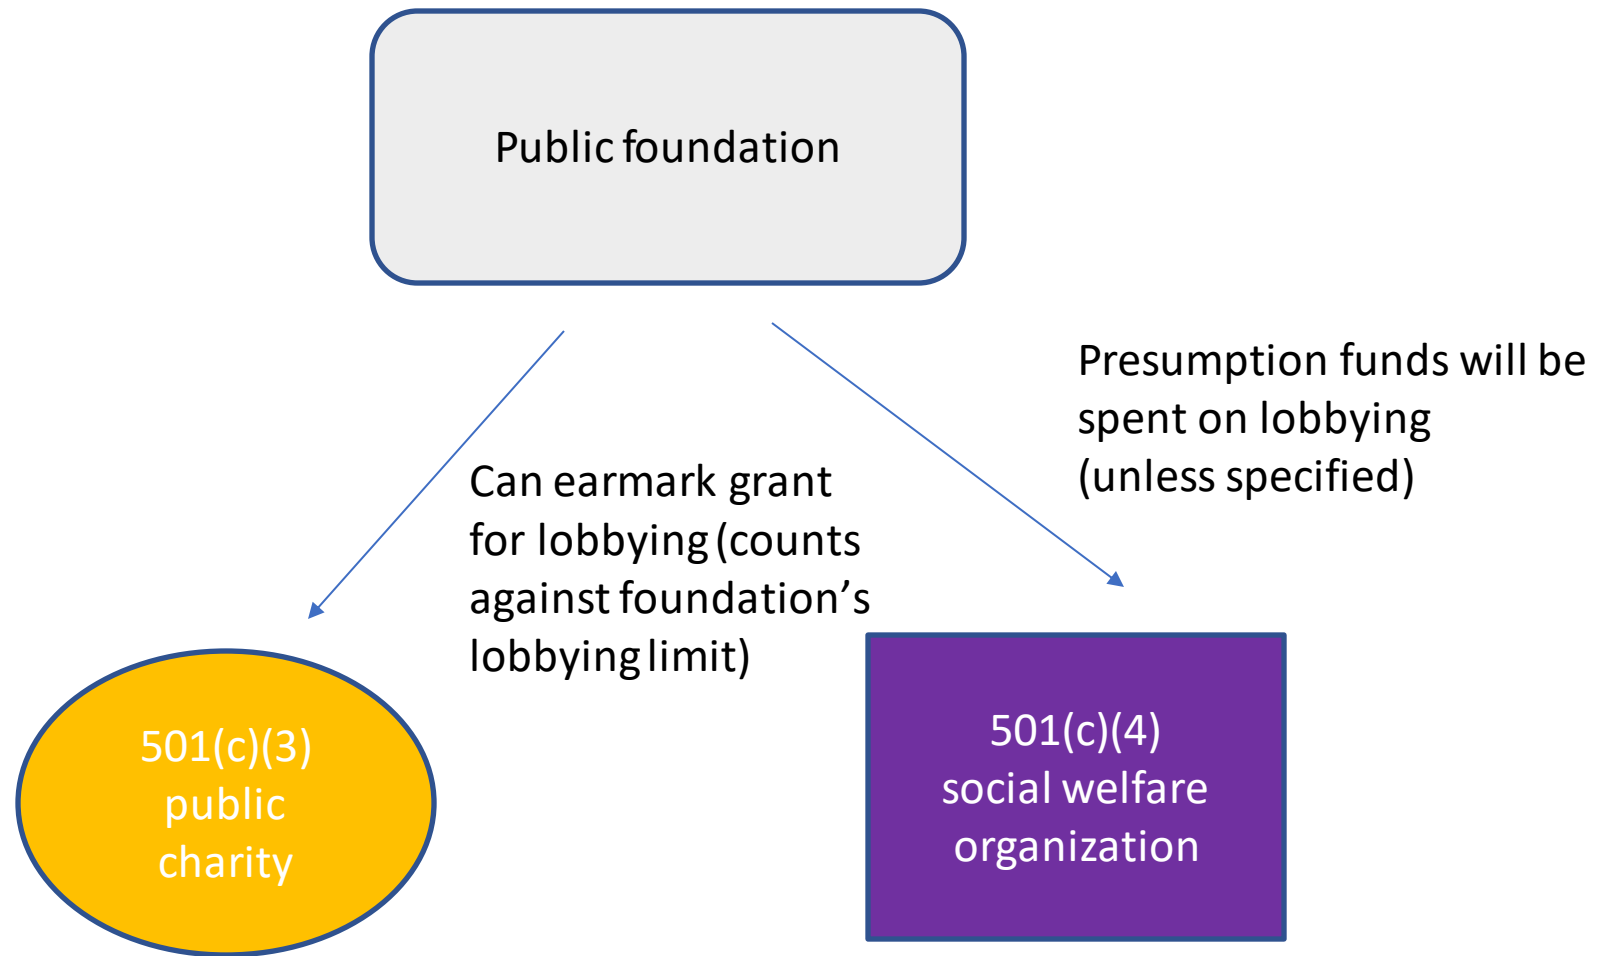 Public foundation
Presumption funds will be
spent on lobbying
(unless specified)
Can earmark grant
for lobbying (counts
against foundation’s
lobbying limit)
501(c)(3)
public
charity
501(c)(4)
social welfare
organization